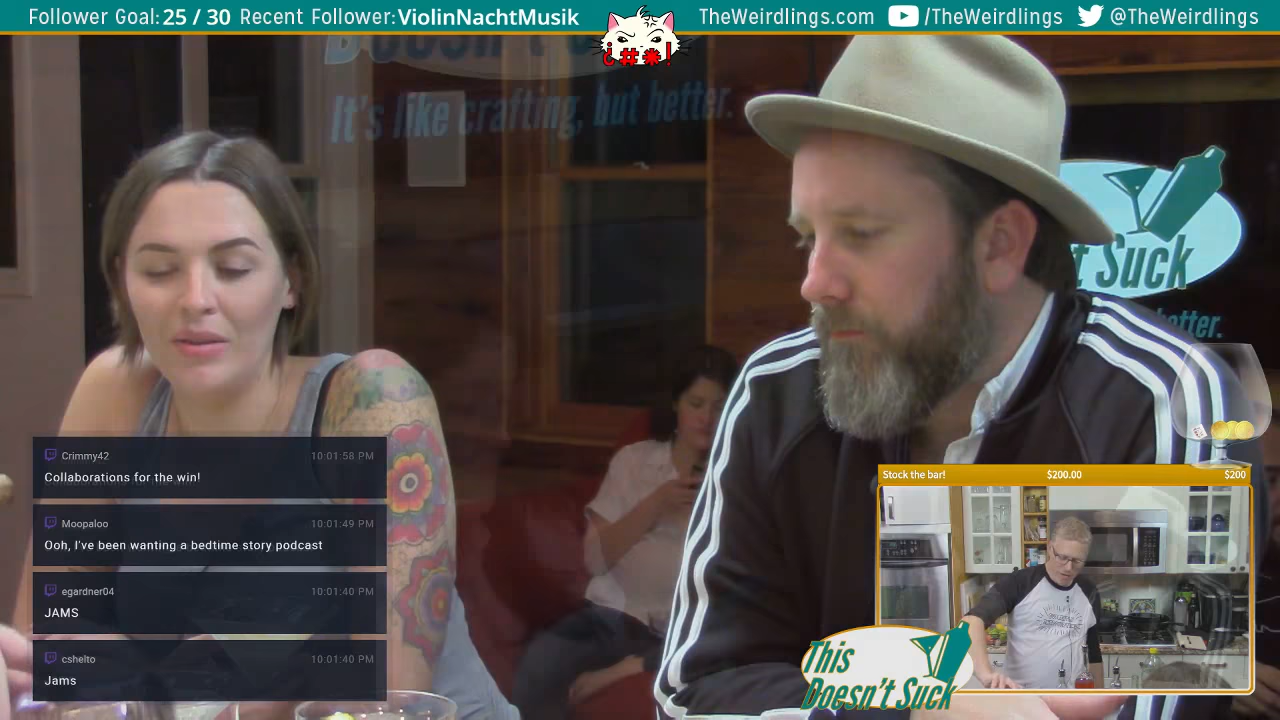 Follower Goal: 25 / 30 Recent Follower: ViolinNachtMusik
TheWeirdlings.com /TheWeirdlings @TheWeirdlings
¿#*!
Doesn't
It's like crafting, but better.
't Suck
better.
Crimmy42 10:01:58 PM
Collaborations for the win!
Moopaloo 10:01:49 PM
Ooh, I've been wanting a bedtime story podcast
egardner04 10:01:40 PM
JAMS
cshelto 10:01:40 PM
Jams
Stock the bar! $200.00 $200
This
Doesn't Suck